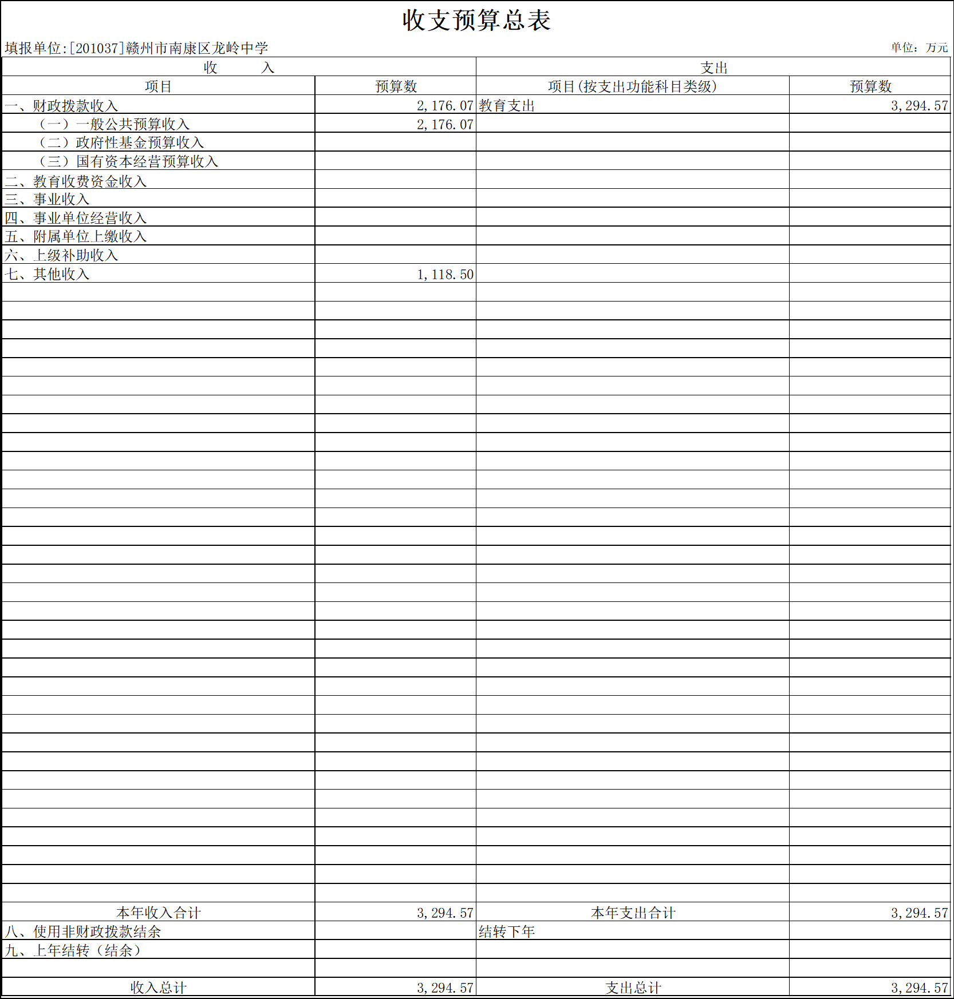 收支预算总表
填报单位:[201037]赣州市南康区龙岭中学 单位：万元
收 入 支出
项目 预算数 项目(按支出功能科目类级) 预算数
一、财政拨款收入 2,176.07 教育支出 3,294.57
（一）一般公共预算收入 2,176.07
（二）政府性基金预算收入
（三）国有资本经营预算收入
二、教育收费资金收入
三、事业收入
四、事业单位经营收入
五、附属单位上缴收入
六、上级补助收入
七、其他收入 1,118.50
本年收入合计 3,294.57 本年支出合计 3,294.57
八、使用非财政拨款结余 结转下年
九、上年结转（结余）
收入总计 3,294.57 支出总计 3,294.57